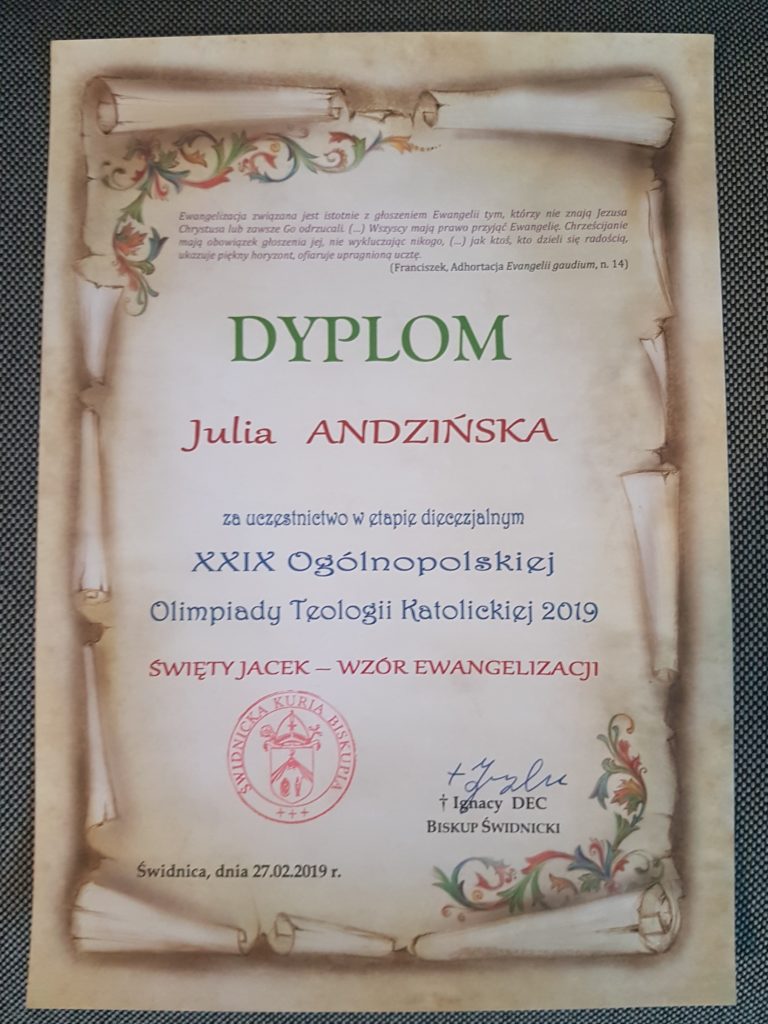 Ewangelizacja związana jest istotnie z głoszeniem Ewangelii tym, którzy nie znają Jezusa
Chrystusa lub zawsze Go odrzucali. (...) Wszyscy mają prawo przyjąć Ewangelię. Chrześcijanie
mają obowiązek głoszenia jej, nie wykluczając nikogo, (...) jak ktoś, kto dzieli się radością,
ukazuje piękny horyzont, ofiaruje upragnioną ucztę.
(Franciszek, Adhortacja Evangelii gaudium, n. 14)
DYPLOM
Julia ANDZIŃSKA
za uczestnictwo w etapie diecezjalnym
XXIX Ogólnopolskiej
Olimpiady Teologii Katolickiej 2019
ŚWIĘTY JACEK – WZÓR EWANGELIZACJI
ŚWIDNICKA KURIA BISKUPIA
† Ignacy DEC
BISKUP ŚWIDNICKI
Świdnica, dnia 27.02.2019 r.